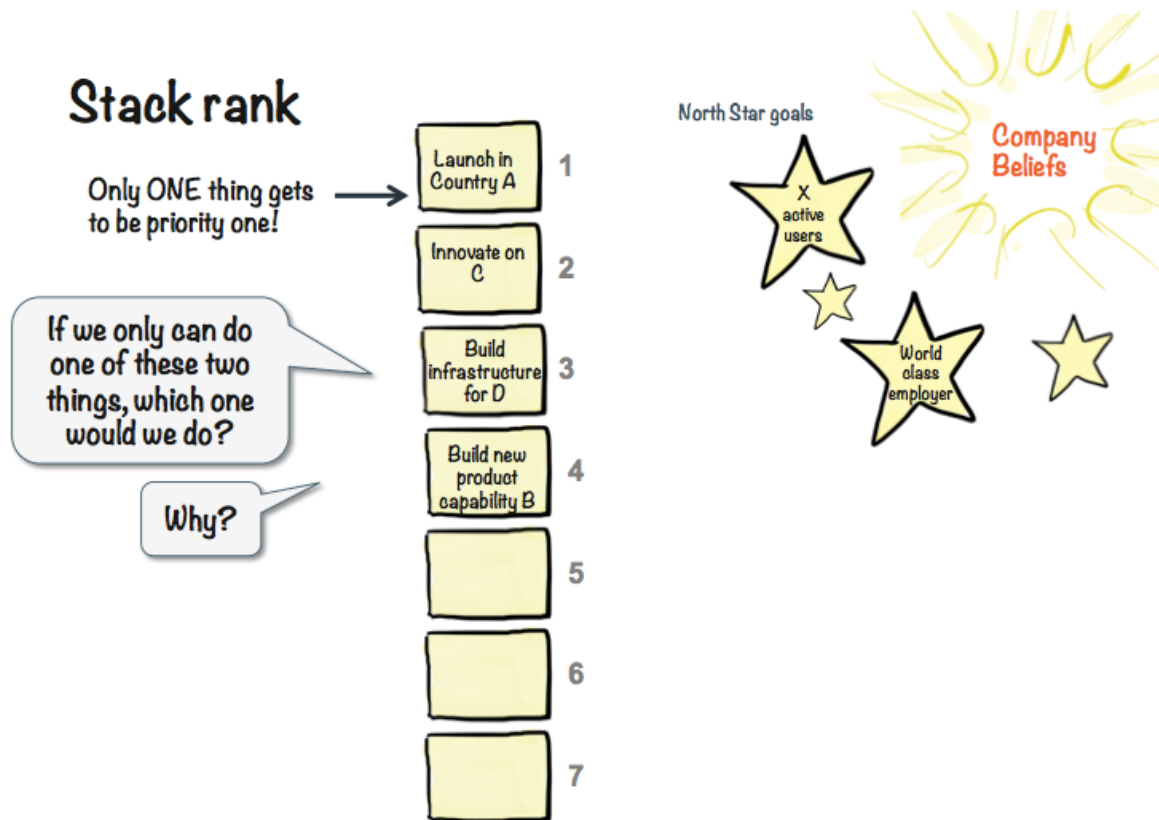 Stack rank
Only ONE thing gets
to be priority one!
Launch in
Country A
1
Innovate on
C
2
If we only can do
one of these two
things, which one
would we do?
Build
infrastructure
for D
3
Why?
Build new
product
capability B
4
5
6
7
North Star goals
X
active
users
World
class
employer
Company
Beliefs